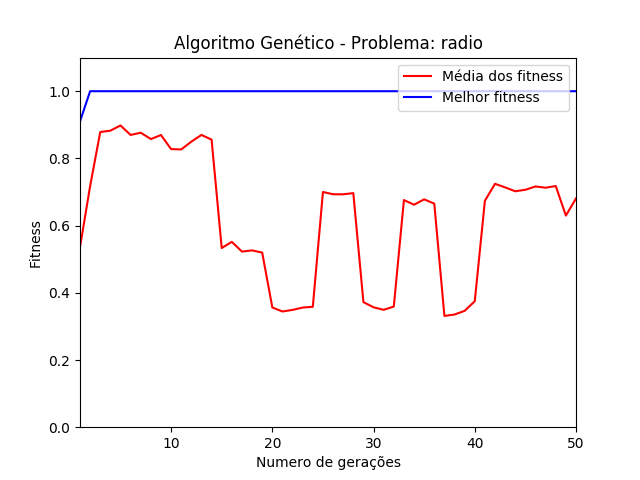 Algoritmo Genético - Problema: radio
Média dos fitness
Melhor fitness
Fitness
1.0
0.8
0.6
0.4
0.2
0.0
10 20 30 40 50
Numero de gerações